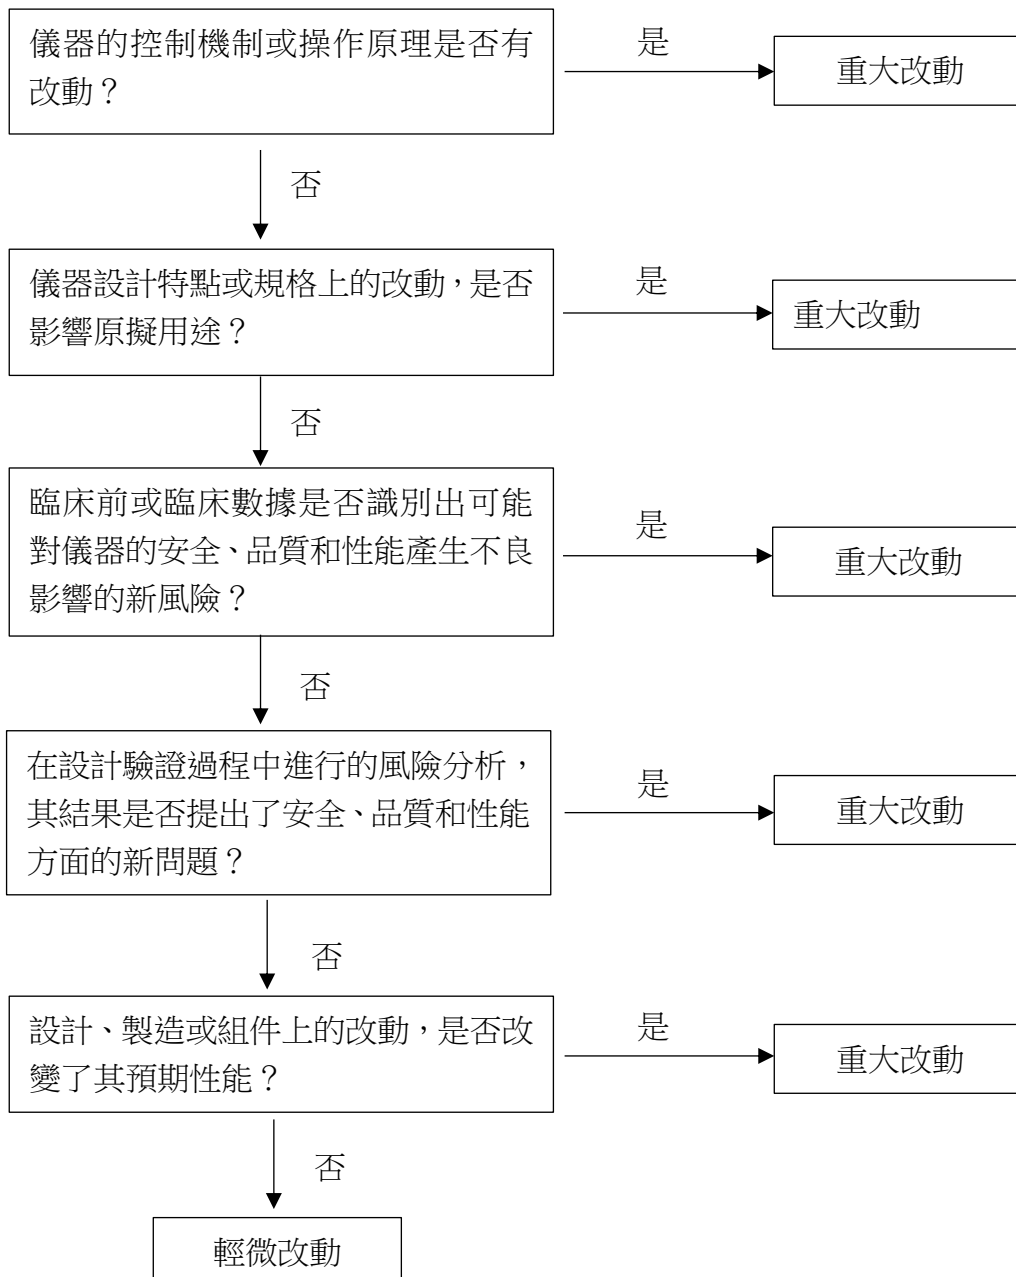 儀器的控制機制或操作原理是否有
改動？
是
重大改動
否
儀器設計特點或規格上的改動，是否
影響原擬用途？
是
重大改動
否
臨床前或臨床數據是否識別出可能
對儀器的安全、品質和性能產生不良
影響的新風險？
是
重大改動
否
在設計驗證過程中進行的風險分析，
其結果是否提出了安全、品質和性能
方面的新問題？
是
重大改動
否
設計、製造或組件上的改動，是否改
變了其預期性能？
是
重大改動
否
輕微改動